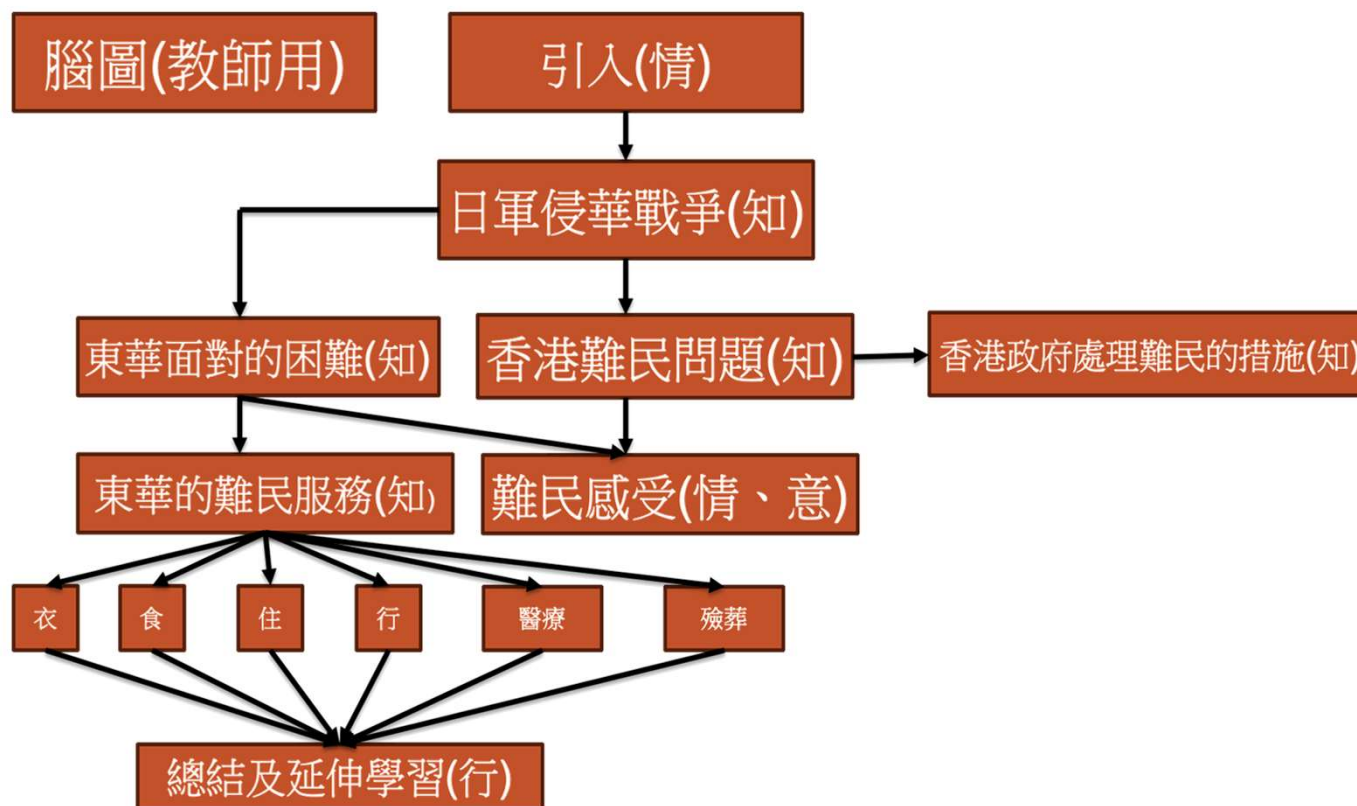 腦圖(教師用)
引入(情)
日軍侵華戰爭(知)
東華面對的困難(知)
香港難民問題(知)
香港政府處理難民的措施(知)
東華的難民服務(知)
難民感受(情、意)
衣
食
住
行
醫療
殮葬
總結及延伸學習(行)